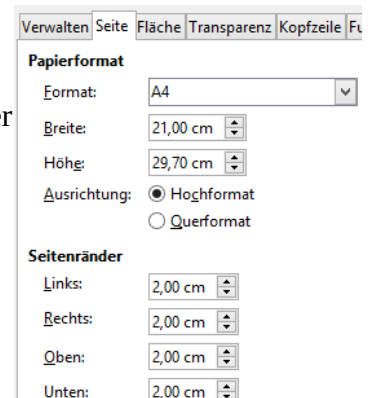 Verwalten Seite Fläche Transparenz Kopfzeile
Papierformat
Format: A4
er
Breite: 21,00 cm
Höhe: 29,70 cm
Ausrichtung: Hochformat
Querformat
Seitenränder
Links: 2,00 cm
Rechts: 2,00 cm
Oben: 2,00 cm
Unten: 2,00 cm